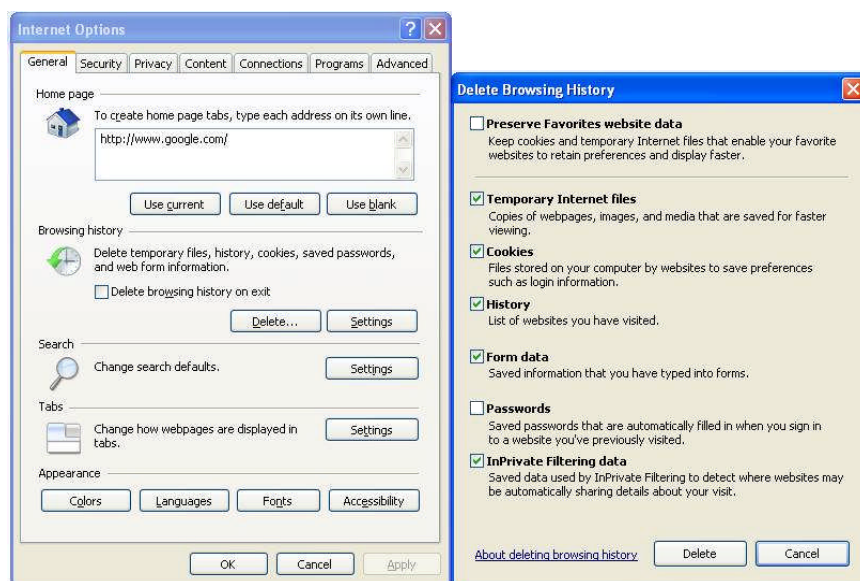 Internet Options
General Security Privacy Content Connections Programs Advanced
Home page
To create home page tabs, type each address on its own line.
http://www.google.com/
Use current Use default Use blank
Browsing history
Delete temporary files, history, cookies, saved passwords,
and web form information.
Delete browsing history on exit
Delete... Settings
Search
Change search defaults.
Settings
Tabs
Change how webpages are displayed in
tabs.
Settings
Appearance
Colors Languages Fonts Accessibility
OK Cancel Apply
Delete Browsing History
Preserve Favorites website data
Keep cookies and temporary Internet files that enable your favorite
websites to retain preferences and display faster.
Temporary Internet files
Copies of webpages, images, and media that are saved for faster
viewing.
Cookies
Files stored on your computer by websites to save preferences
such as login information.
History
List of websites you have visited.
Form data
Saved information that you have typed into forms.
Passwords
Saved passwords that are automatically filled in when you sign in
to a website you've previously visited.
InPrivate Filtering data
Saved data used by InPrivate Filtering to detect where websites may
be automatically sharing details about your visit.
About deleting browsing history Delete Cancel